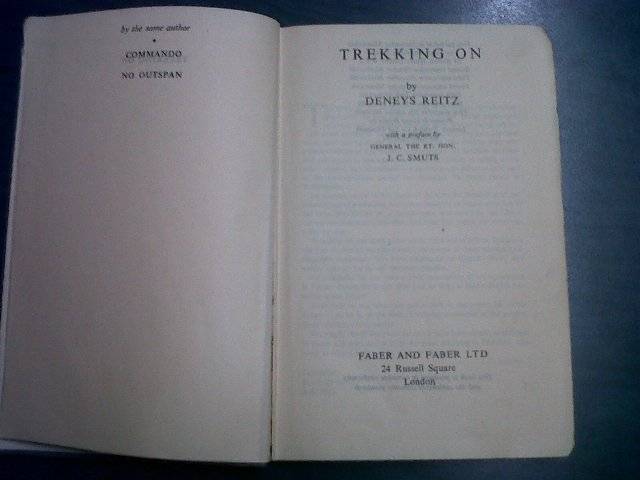 by the same author
*
COMMANDO
NO OUTSPAN
TREKKING ON
by
DENEYS REITZ
with a preface by
GENERAL THE RT. HON.
J. C. SMUTS
FABER AND FABER LTD
24 Russell Square
London